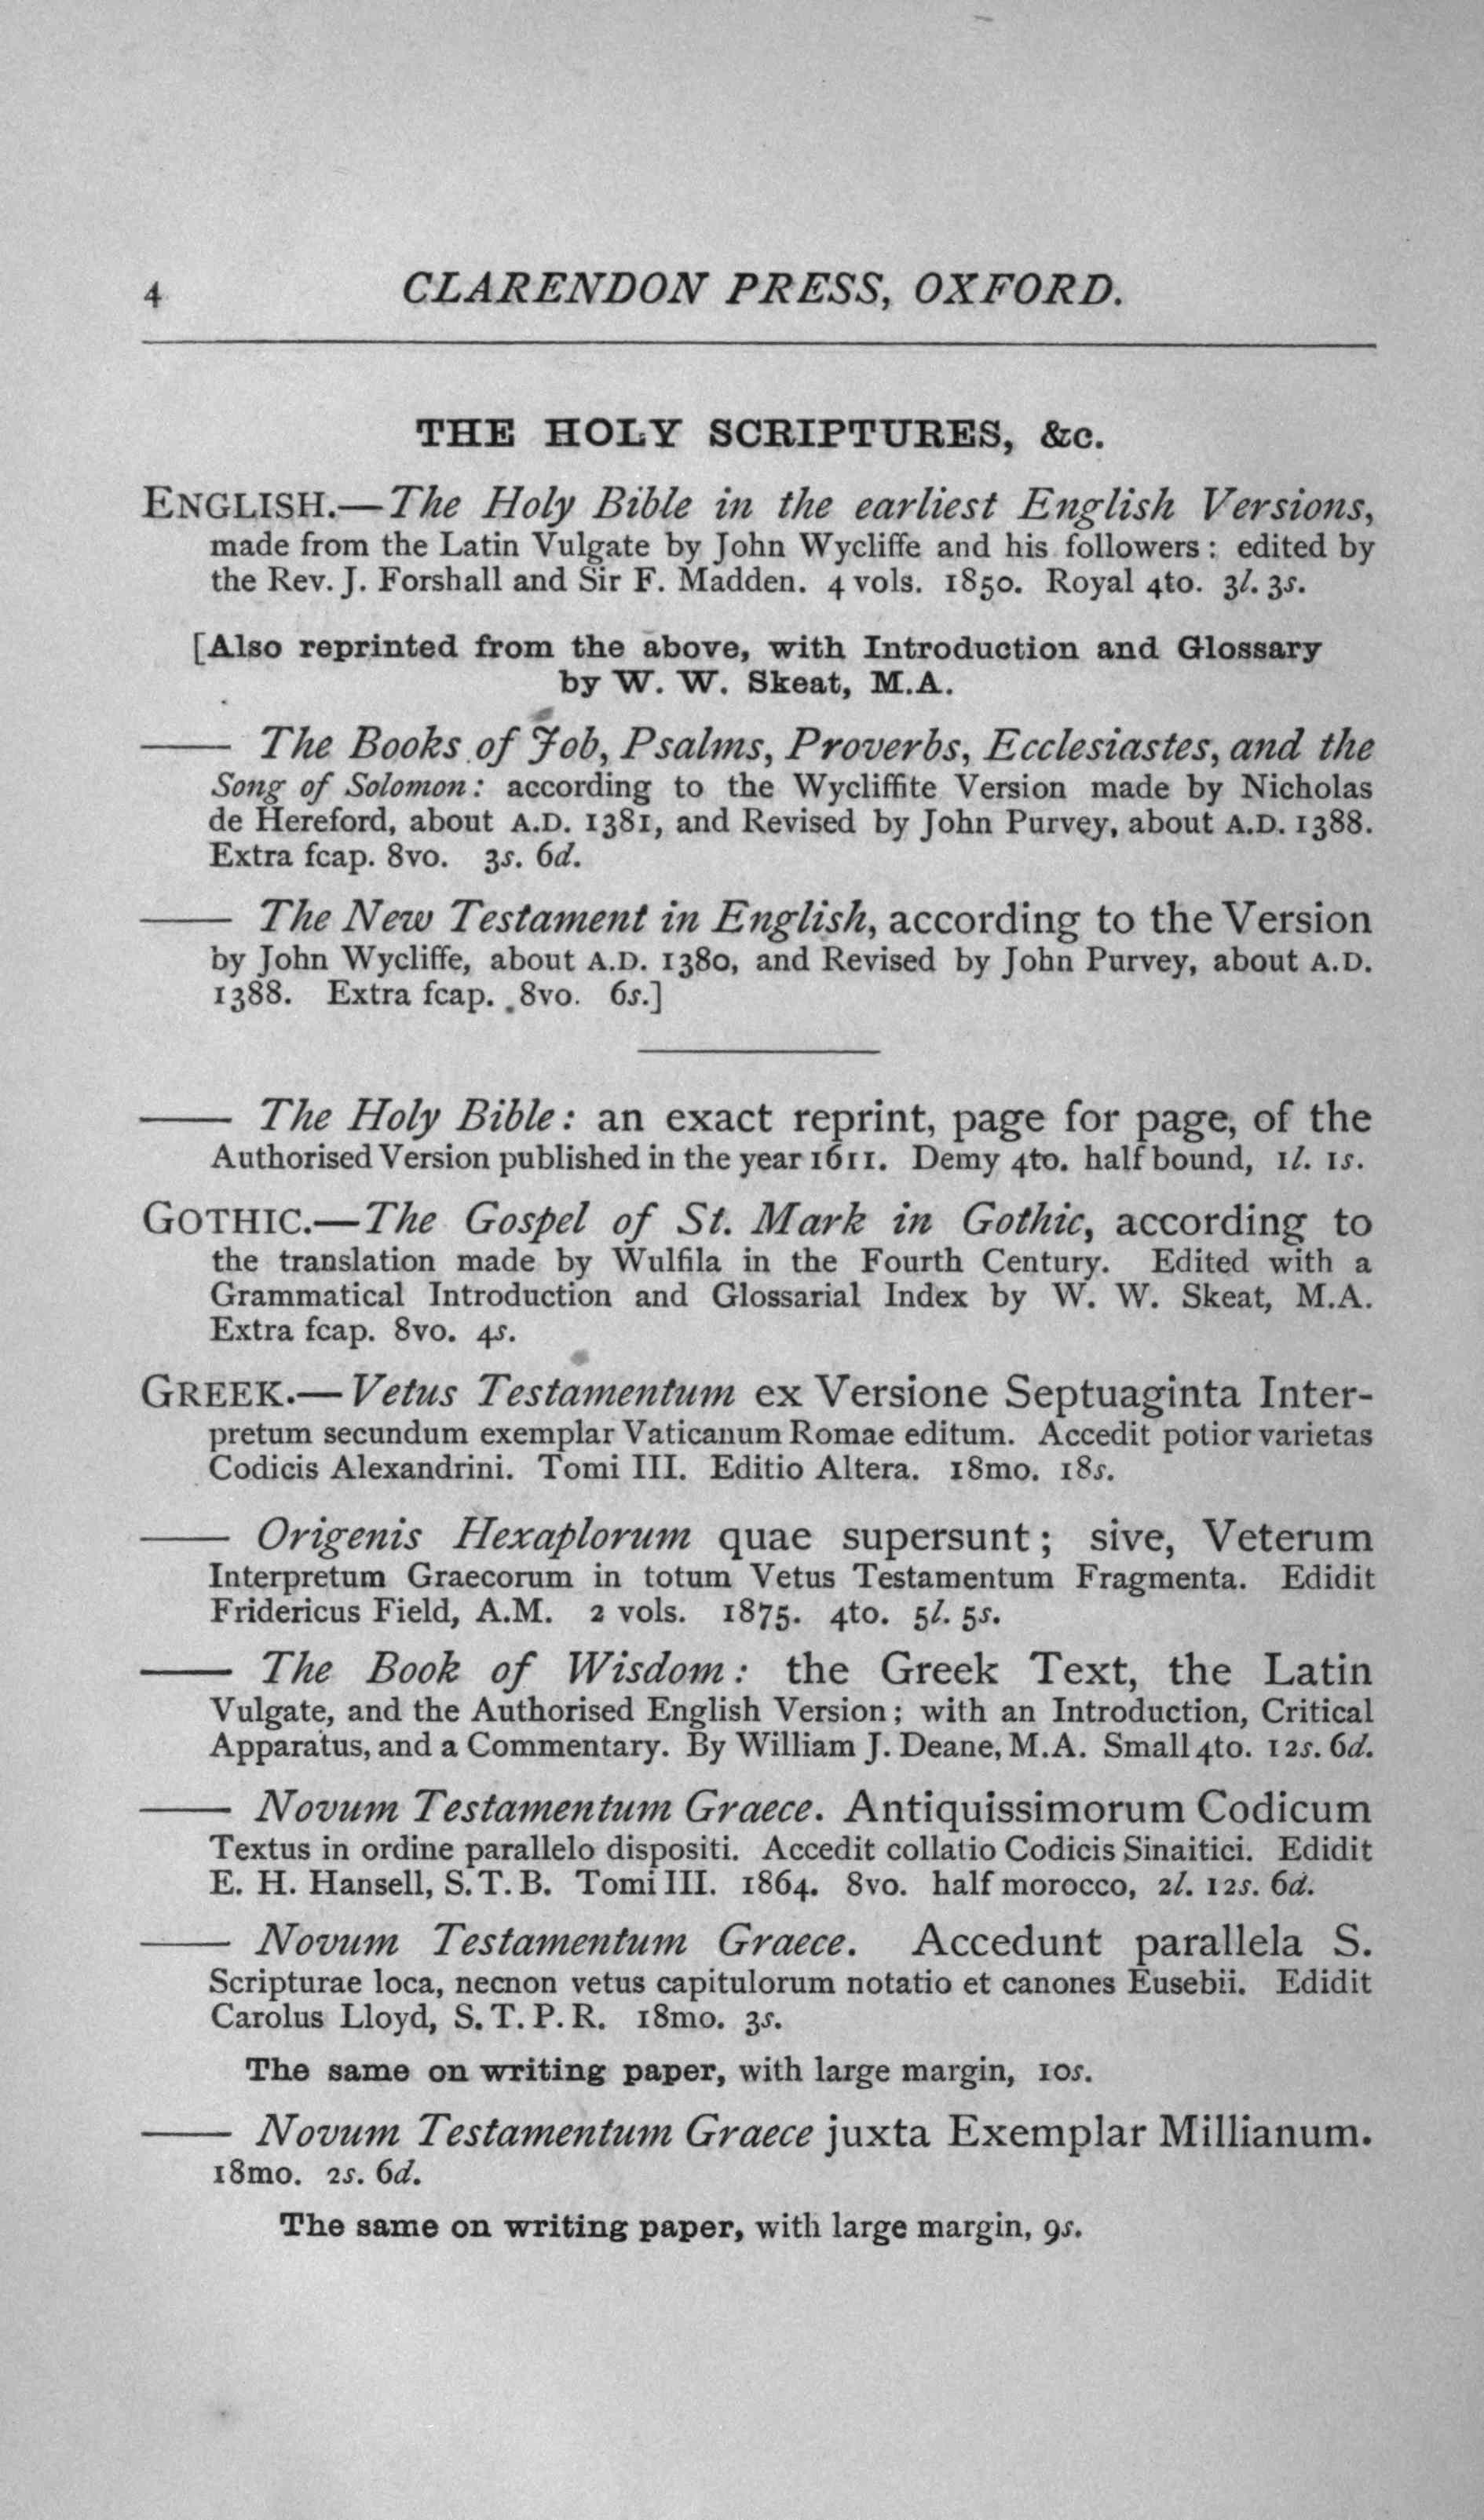 4 CLARENDON PRESS, OXFORD.
THE HOLY SCRIPTURES, &c.
ENGLISH.—The Holy Bible in the earliest English Versions,
made from the Latin Vulgate by John Wycliffe and his followers : edited by
the Rev. J. Forshall and Sir F. Madden. 4 vols. 1850. Royal 4to. 3l. 3s.
[Also reprinted from the above, with Introduction and Glossary
by W. W. Skeat, M.A.
—— The Books of Job, Psalms, Proverbs, Ecclesiastes, and the
Song of Solomon: according to the Wycliffite Version made by Nicholas
de Hereford, about A.D. 1381, and Revised by John Purvey, about A.D. 1388.
Extra fcap. 8vo. 3s. 6d.
—— The New Testament in English, according to the Version
by John Wycliffe, about A.D. 1380, and Revised by John Purvey, about A.D.
1388. Extra fcap. 8vo. 6s.]
—— The Holy Bible: an exact reprint, page for page, of the
Authorised Version published in the year 1611. Demy 4to. half bound, 1l. 1s.
GOTHIC.—The Gospel of St. Mark in Gothic, according to
the translation made by Wulfila in the Fourth Century. Edited with a
Grammatical Introduction and Glossarial Index by W. W. Skeat, M.A.
Extra fcap. 8vo. 4s.
GREEK.—Vetus Testamentum ex Versione Septuaginta Inter-
pretum secundum exemplar Vaticanum Romae editum. Accedit potior varietas
Codicis Alexandrini. Tomi III. Editio Altera. 18mo. 18s.
—— Origenis Hexaplorum quae supersunt; sive, Veterum
Interpretum Graecorum in totum Vetus Testamentum Fragmenta. Edidit
Fridericus Field, A.M. 2 vols. 1875. 4to. 5l. 5s.
—— The Book of Wisdom: the Greek Text, the Latin
Vulgate, and the Authorised English Version; with an Introduction, Critical
Apparatus, and a Commentary. By William J. Deane, M.A. Small 4to. 12s. 6d.
—— Novum Testamentum Graece. Antiquissimorum Codicum
Textus in ordine parallelo dispositi. Accedit collatio Codicis Sinaitici. Edidit
E. H. Hansell, S.T.B. Tomi III. 1864. 8vo. half morocco, 2l. 12s. 6d.
—— Novum Testamentum Graece. Accedunt parallela S.
Scripturae loca, necnon vetus capitulorum notatio et canones Eusebii. Edidit
Carolus Lloyd, S.T.P.R. 18mo. 3s.
The same on writing paper, with large margin, 10s.
—— Novum Testamentum Graece juxta Exemplar Millianum.
18mo. 2s. 6d.
The same on writing paper, with large margin, 9s.